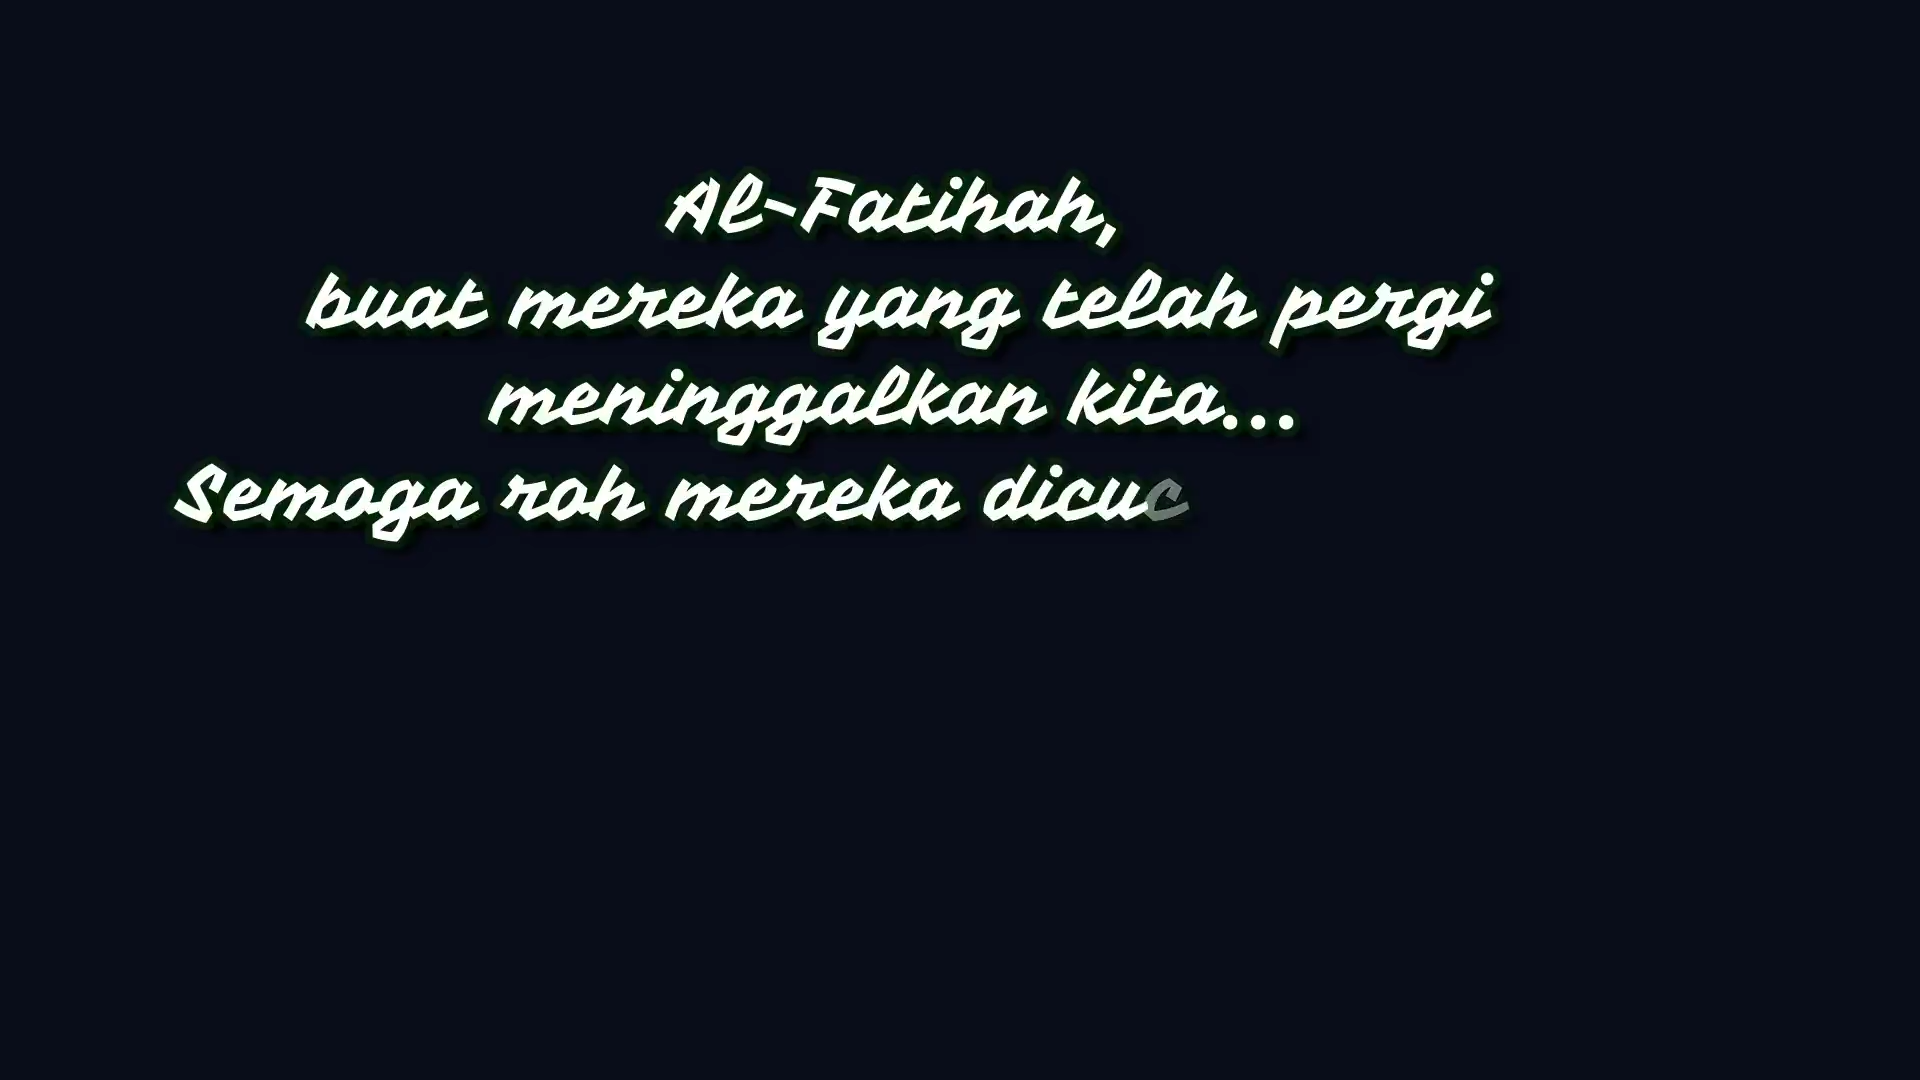 Al-Fatihah,
buat mereka yang telah pergi
meninggalkan kita...
Semoga roh mereka dicuc